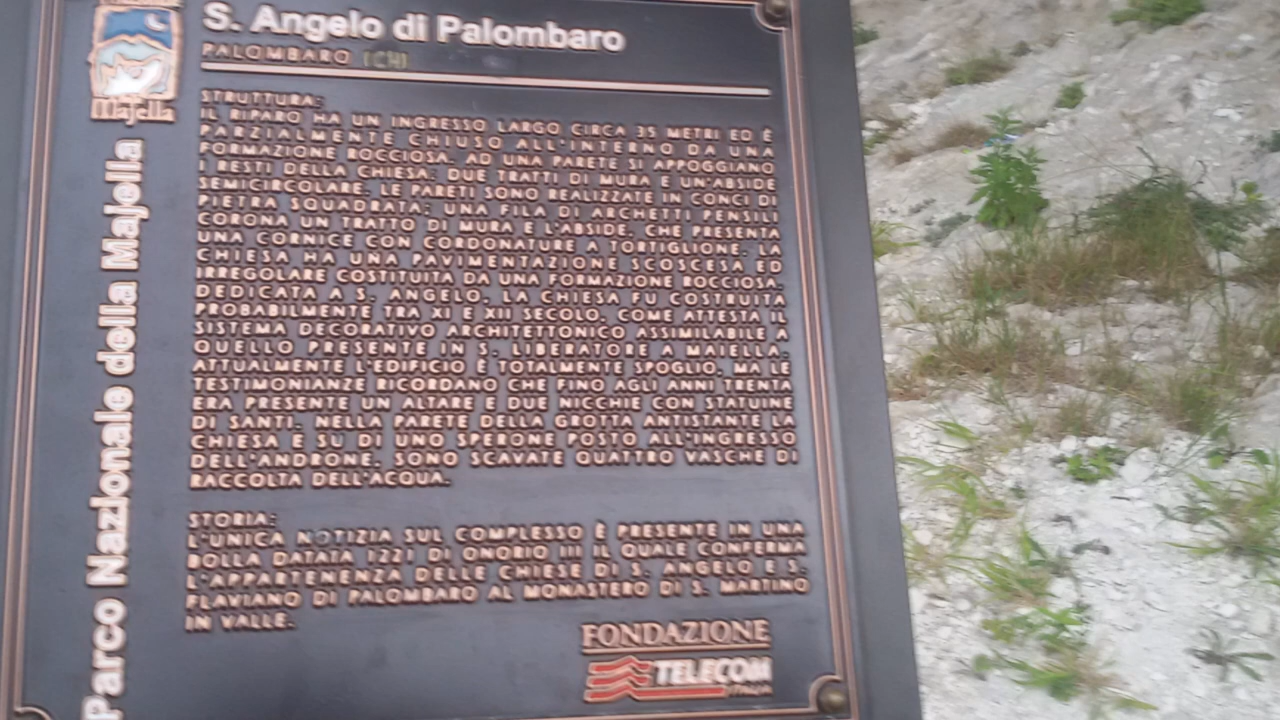 S. Angelo di Palombaro
PALOMBARO (CH)
Majella
Parco Nazionale della Majella
STRUTTURA:
IL RIPARO HA UN INGRESSO LARGO CIRCA 35 METRI ED È
PARZIALMENTE CHIUSO ALL'INTERNO DA UNA
FORMAZIONE ROCCIOSA. AD UNA PARETE SI APPOGGIANO
I RESTI DELLA CHIESA: DUE TRATTI DI MURA E UN'ABSIDE
SEMICIRCOLARE. LE PARETI SONO REALIZZATE IN CONCI DI
PIETRA SQUADRATA; UNA FILA DI ARCHETTI PENSILI
CORONA UN TRATTO DI MURA E L'ABSIDE, CHE PRESENTA
UNA CORNICE CON CORDONATURE A TORTIGLIONE. LA
CHIESA HA UNA PAVIMENTAZIONE SCOSCESA ED
IRREGOLARE COSTITUITA DA UNA FORMAZIONE ROCCIOSA.
DEDICATA A S. ANGELO, LA CHIESA FU COSTRUITA
PROBABILMENTE TRA XI E XII SECOLO, COME ATTESTA IL
SISTEMA DECORATIVO ARCHITETTONICO ASSIMILABILE A
QUELLO PRESENTE IN S. LIBERATORE A MAIELLA.
ATTUALMENTE L'EDIFICIO È TOTALMENTE SPOGLIO, MA LE
TESTIMONIANZE RICORDANO CHE FINO AGLI ANNI TRENTA
ERA PRESENTE UN ALTARE E DUE NICCHIE CON STATUINE
DI SANTI. NELLA PARETE DELLA GROTTA ANTISTANTE LA
CHIESA E SU DI UNO SPERONE POSTO ALL'INGRESSO
DELL'ANDRONE, SONO SCAVATE QUATTRO VASCHE DI
RACCOLTA DELL'ACQUA.
STORIA:
L'UNICA NOTIZIA SUL COMPLESSO È PRESENTE IN UNA
BOLLA DATATA 1221 DI ONORIO III IL QUALE CONFERMA
L'APPARTENENZA DELLE CHIESE DI S. ANGELO E S.
FLAVIANO DI PALOMBARO AL MONASTERO DI S. MARTINO
IN VALLE.
FONDAZIONE
TELECOM
ITALIA